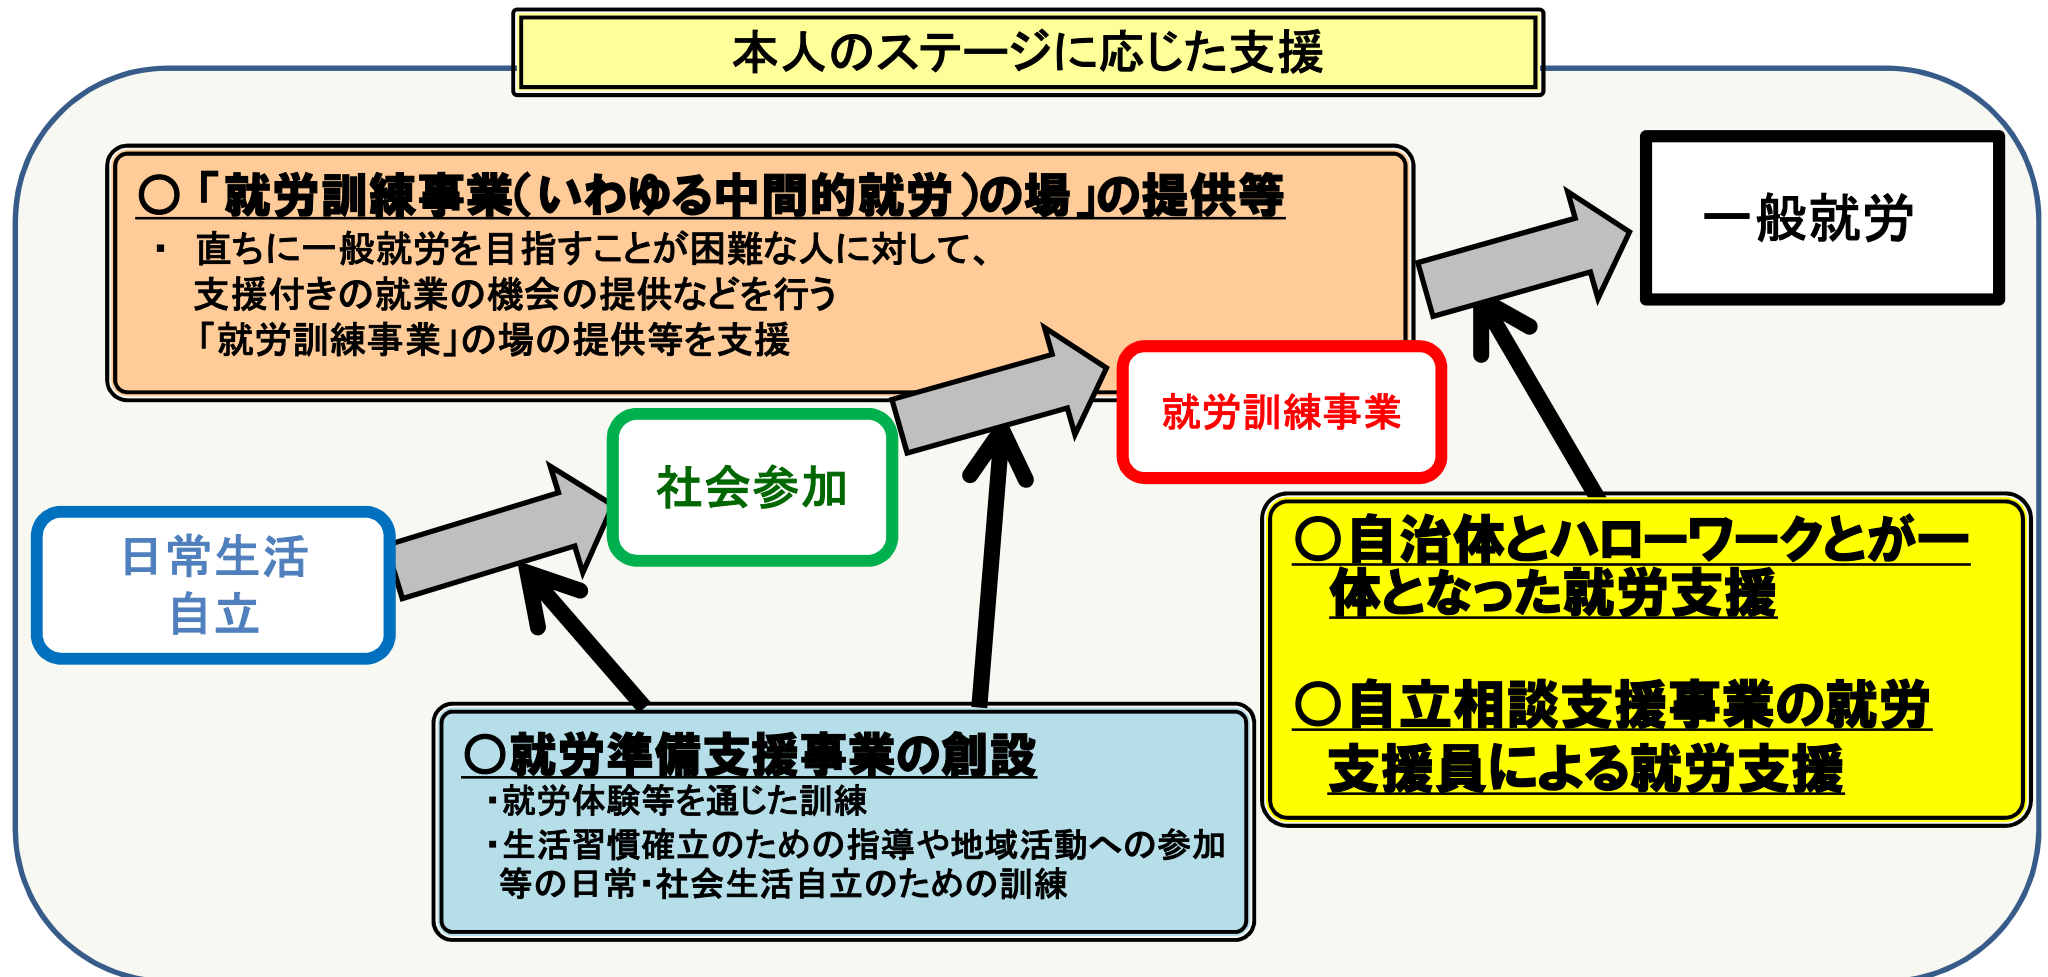 本人のステージに応じた支援
○「就労訓練事業(いわゆる中間的就労)の場」の提供等
・ 直ちに一般就労を目指すことが困難な人に対して、
支援付きの就業の機会の提供などを行う
「就労訓練事業」の場の提供等を支援
一般就労
就労訓練事業
社会参加
日常生活
自立
○自治体とハローワークとが一
体となった就労支援
○自立相談支援事業の就労
支援員による就労支援
○就労準備支援事業の創設
・就労体験等を通じた訓練
・生活習慣確立のための指導や地域活動への参加
等の日常・社会生活自立のための訓練